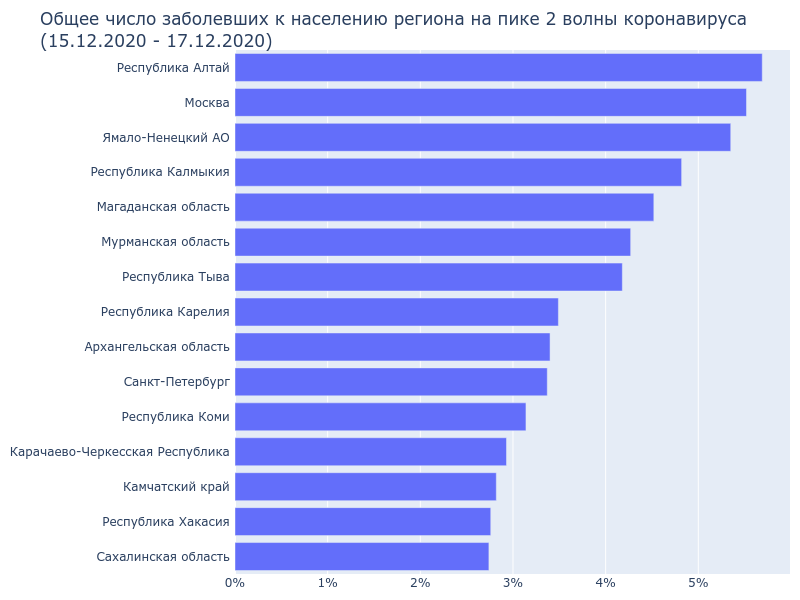 Общее число заболевших к населению региона на пике 2 волны коронавируса
(15.12.2020 - 17.12.2020)
Республика Алтай
Москва
Ямало-Ненецкий АО
Республика Калмыкия
Магаданская область
Мурманская область
Республика Тыва
Республика Карелия
Архангельская область
Санкт-Петербург
Республика Коми
Карачаево-Черкесская Республика
Камчатский край
Республика Хакасия
Сахалинская область
0% 1% 2% 3% 4% 5%